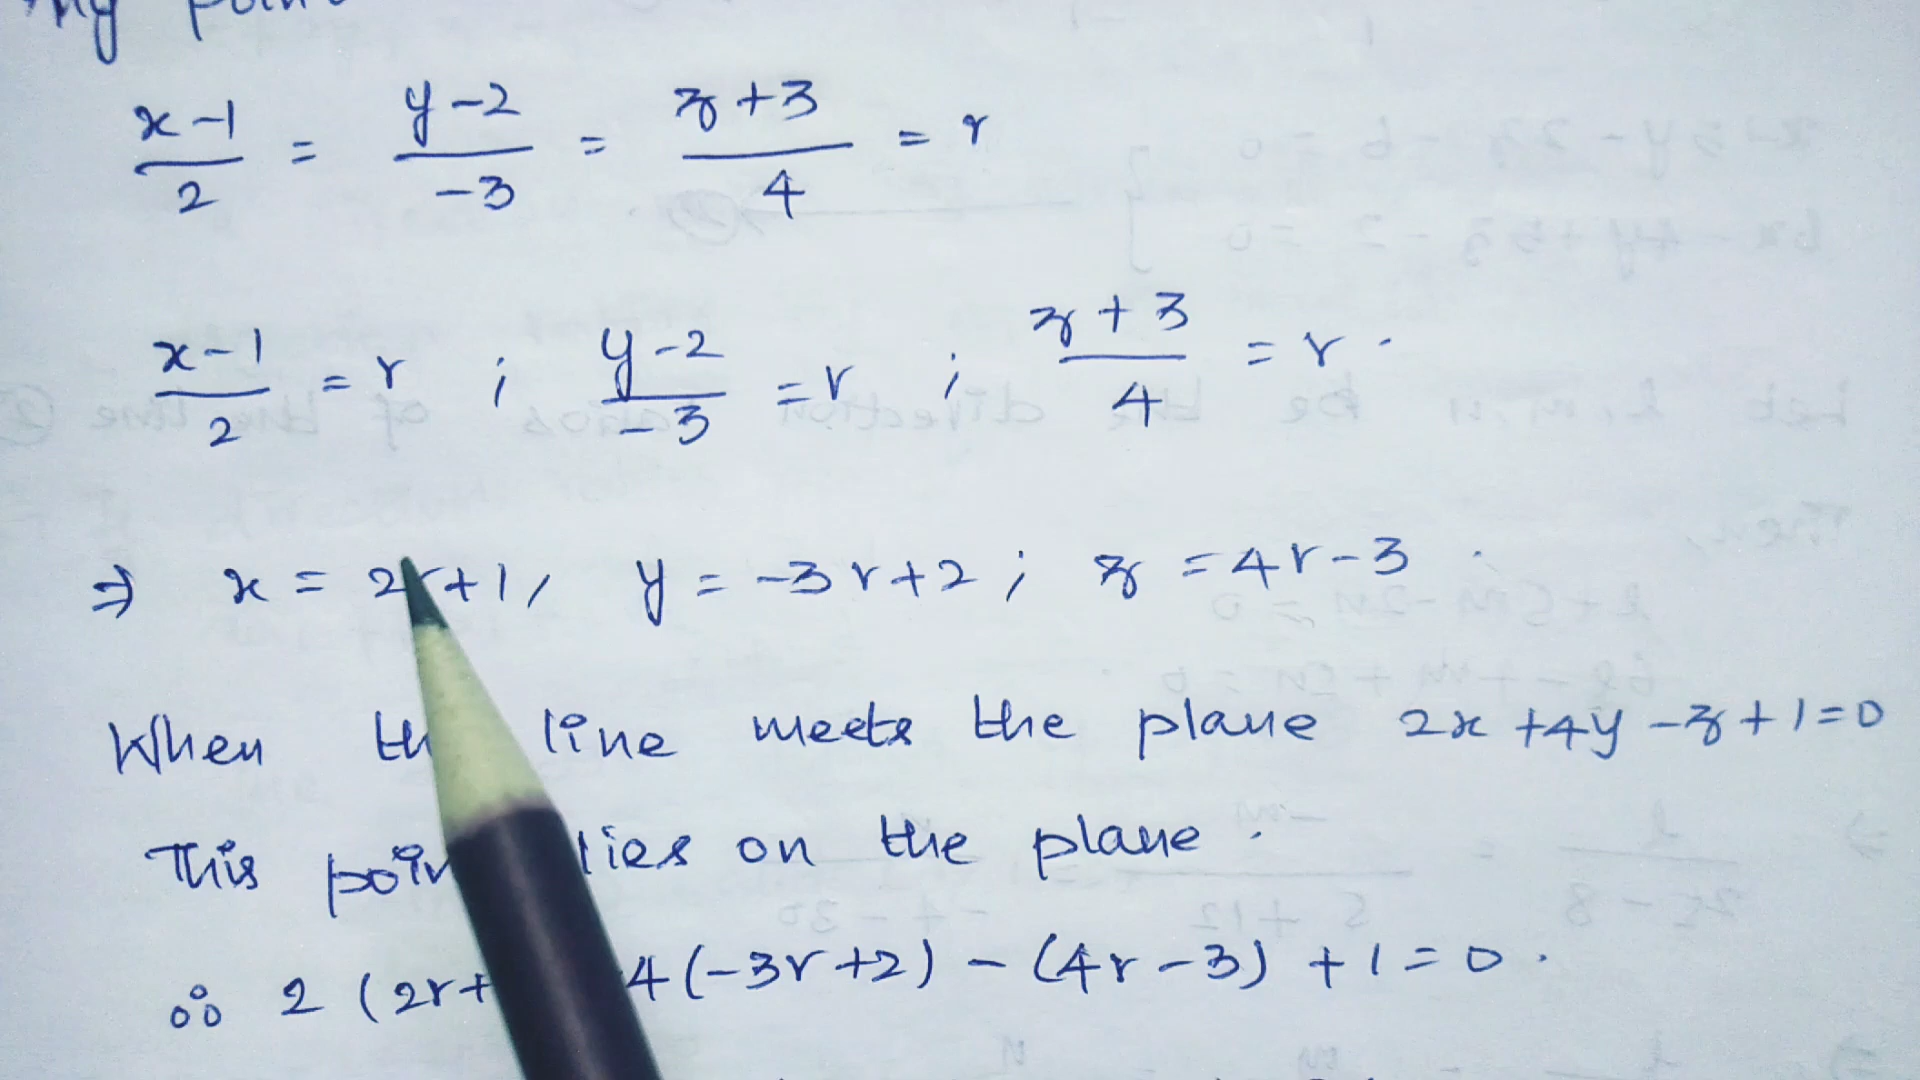 x-1/2 = y-2/-3 = z+3/4 = r
x-1/2 = r ; y-2/-3 = r ; z+3/4 = r .
⇒ x = 2r+1, y = -3r+2 ; z = 4r-3 .
When line meets the plane 2x+4y-z+1=0
This lies on the plane .
∴ 2(2r+ 4(-3r+2) - (4r-3) +1=0 .